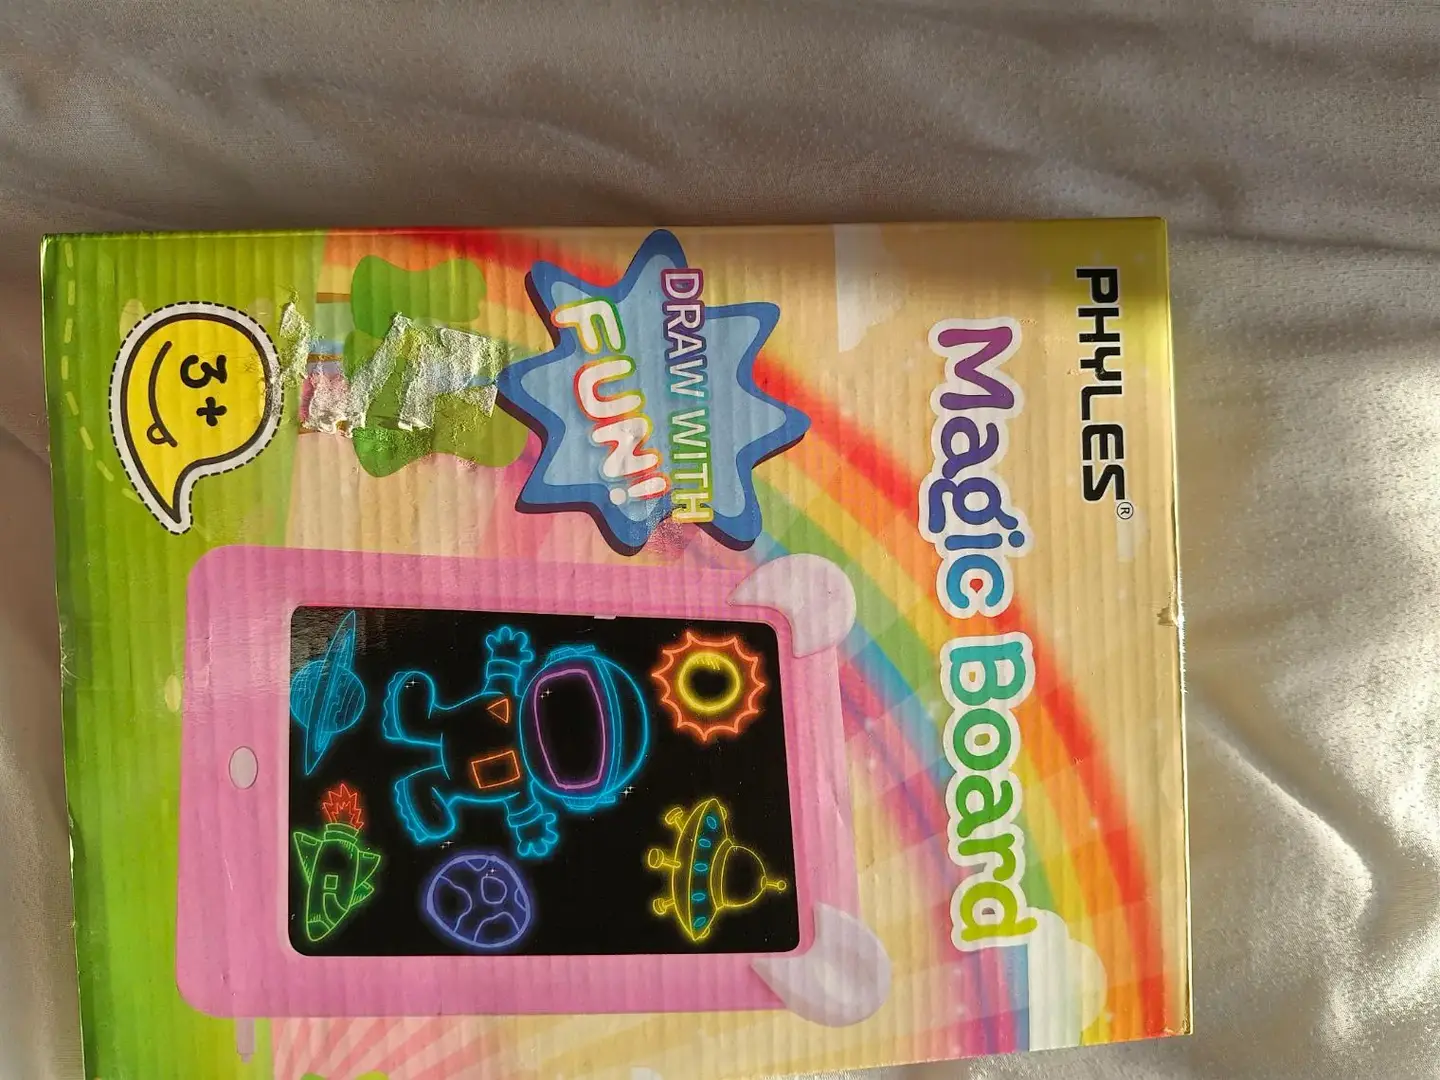 PHYLES®
Magic Board
DRAW WITH
FUN!
3+